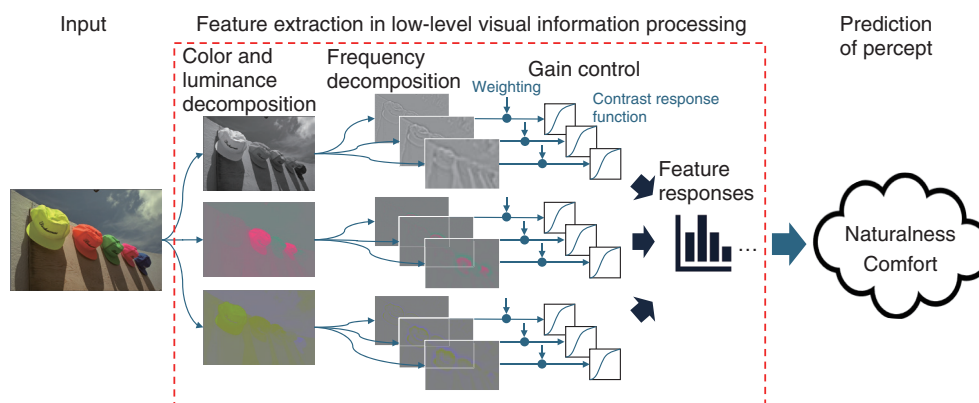 Input
Feature extraction in low-level visual information processing
Prediction
of percept
Color and
luminance
decomposition
Frequency
decomposition
Gain control
Weighting
Contrast response
function
Feature
responses
...
Naturalness
Comfort